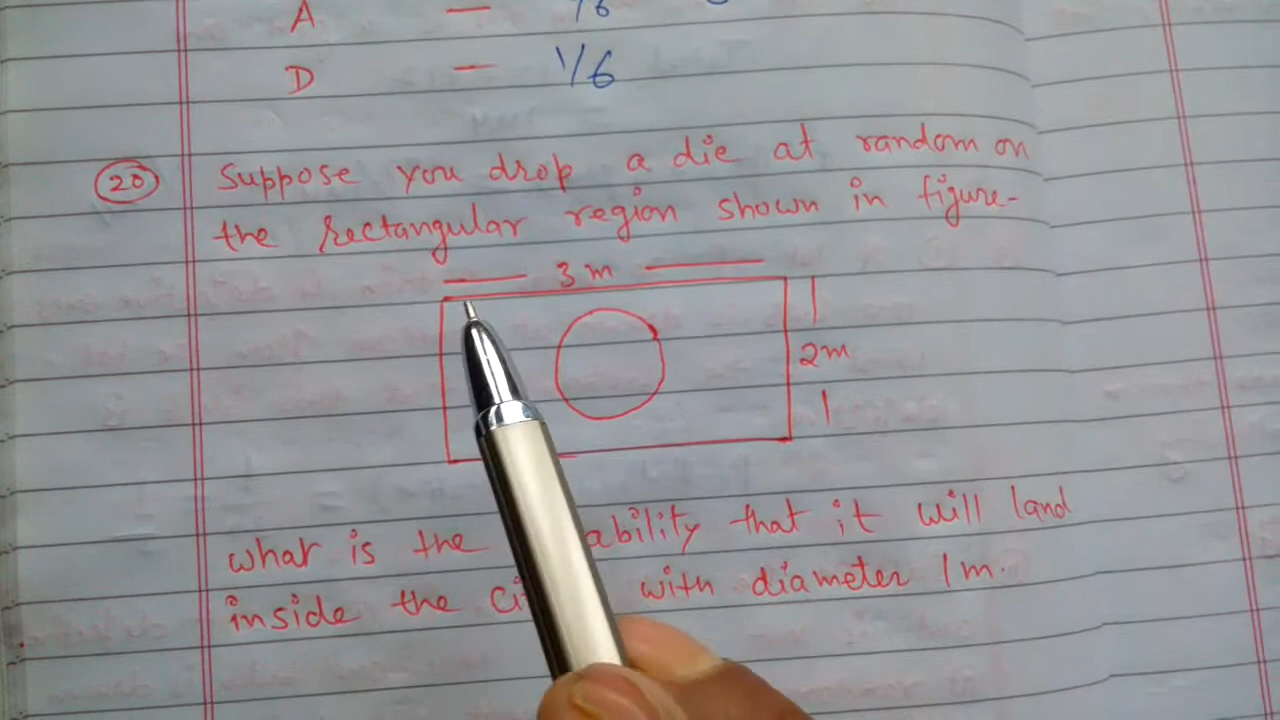 A — 1/6
D — 1/6
20 Suppose you drop a die at random on
the rectangular region shown in figure-
3m
2m
what is the ability that it will land
inside the with diameter 1m.